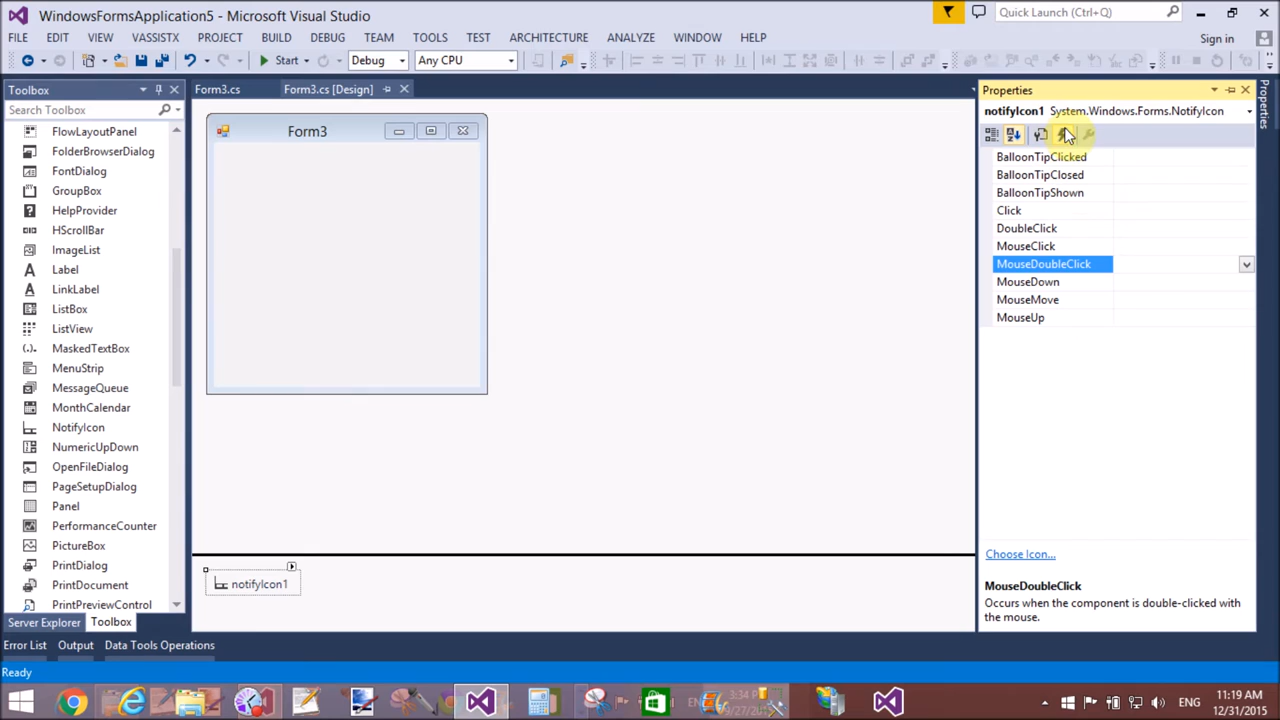 WindowsFormsApplication5 - Microsoft Visual Studio
Quick Launch (Ctrl+Q)
FILE EDIT VIEW VASSISTX PROJECT BUILD DEBUG TEAM TOOLS TEST ARCHITECTURE ANALYZE WINDOW HELP
Sign in
Start Debug Any CPU
Toolbox
Form3.cs
Form3.cs [Design]
Properties
Search Toolbox
FlowLayoutPanel
FolderBrowserDialog
FontDialog
GroupBox
HelpProvider
HScrollBar
ImageList
Label
LinkLabel
ListBox
ListView
MaskedTextBox
MenuStrip
MessageQueue
MonthCalendar
NotifyIcon
NumericUpDown
OpenFileDialog
PageSetupDialog
Panel
PerformanceCounter
PictureBox
PrintDialog
PrintDocument
PrintPreviewControl
Server Explorer
Toolbox
Form3
notifyIcon1
notifyIcon1 System.Windows.Forms.NotifyIcon
BalloonTipClicked
BalloonTipClosed
BalloonTipShown
Click
DoubleClick
MouseClick
MouseDoubleClick
MouseDown
MouseMove
MouseUp
Choose Icon...
MouseDoubleClick
Occurs when the component is double-clicked with
the mouse.
Properties
Error List Output Data Tools Operations
Ready
3:34 PM
ENG
11:19 AM
12/31/2015